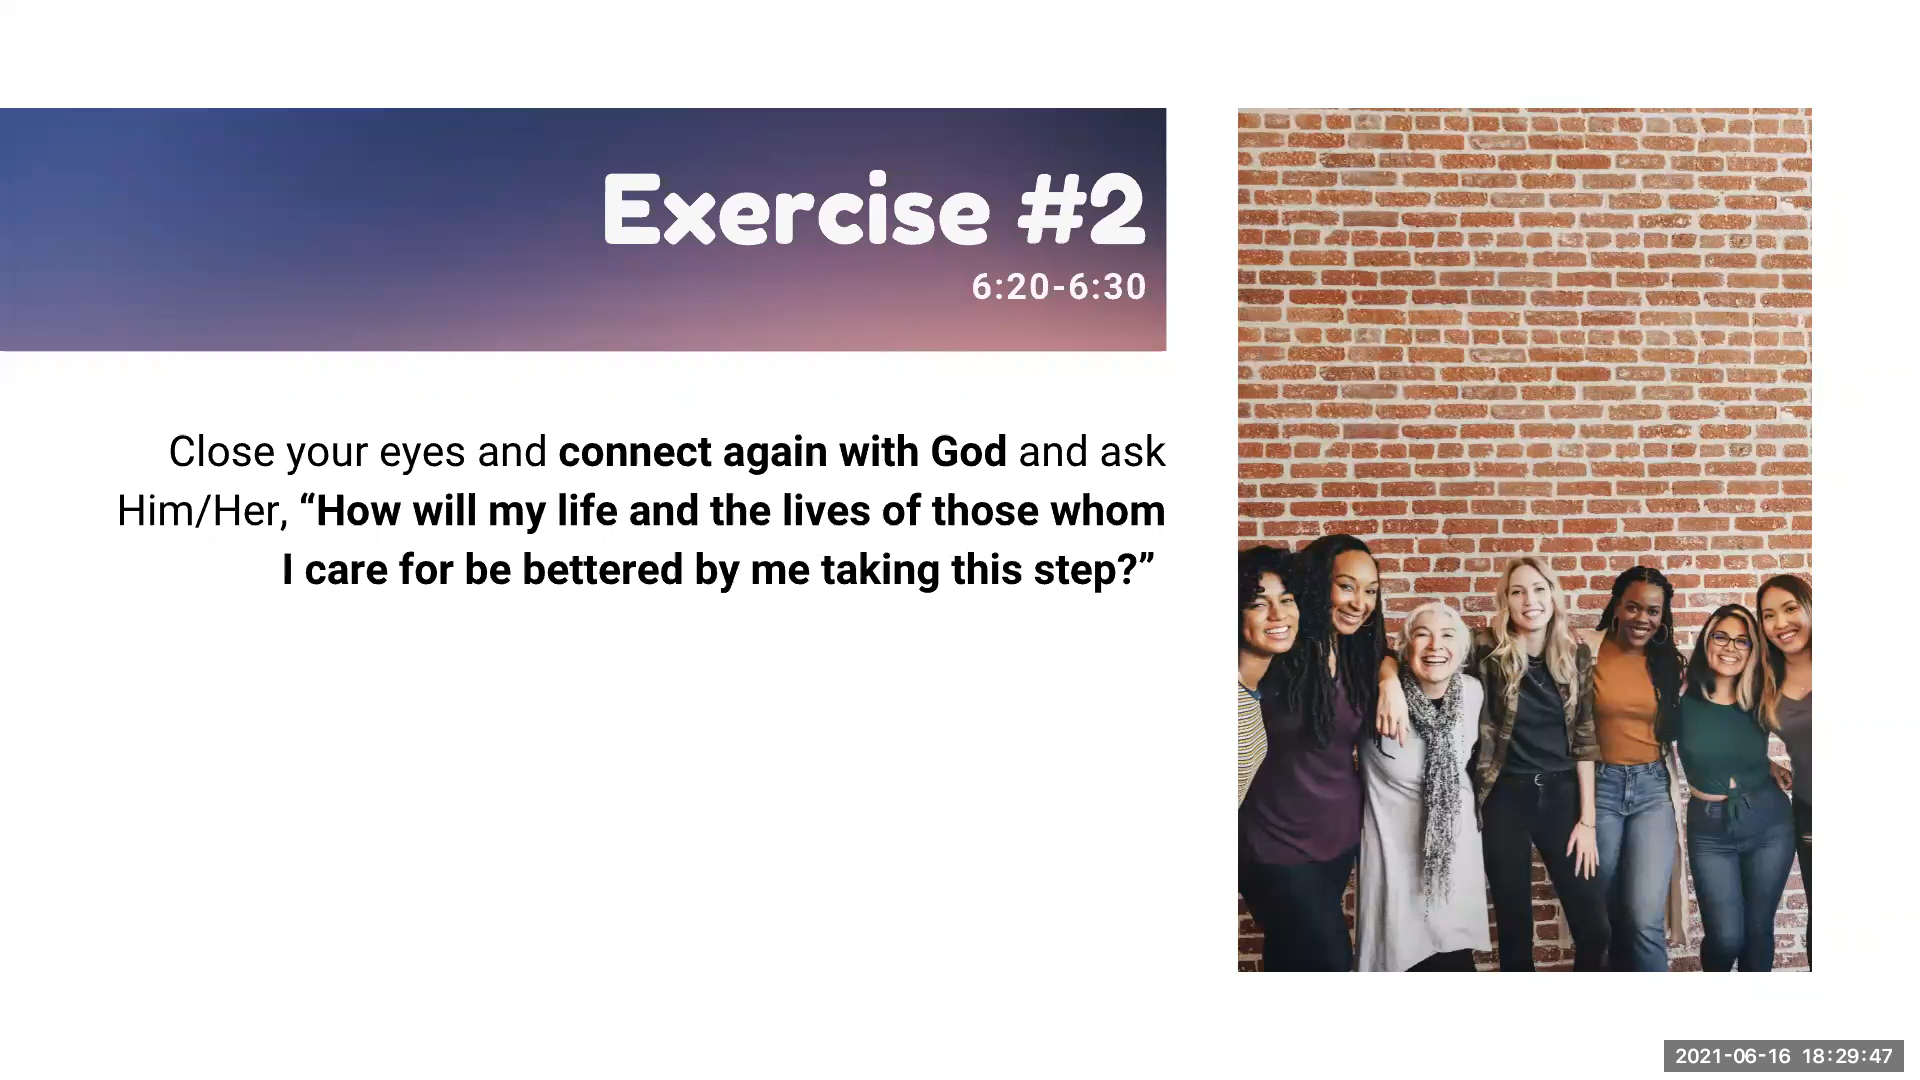 Exercise #2
6:20-6:30
Close your eyes and connect again with God and ask
Him/Her, “How will my life and the lives of those whom
I care for be bettered by me taking this step?”
2021-06-16 18:29:47